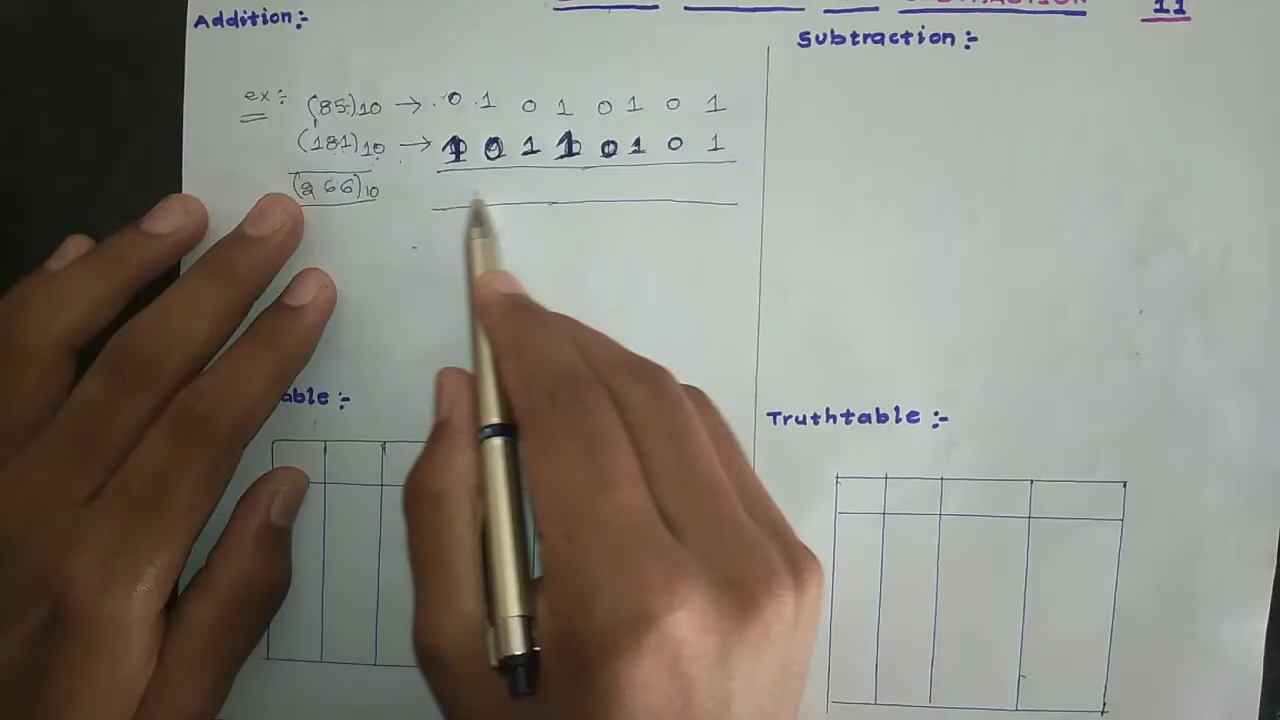 11
Addition :-
Subtraction :-
ex:- (85)10 → 0 1 0 1 0 1 0 1
(181)10 → 1 0 1 1 0 1 0 1
(266)10
able :-
Truthtable :-